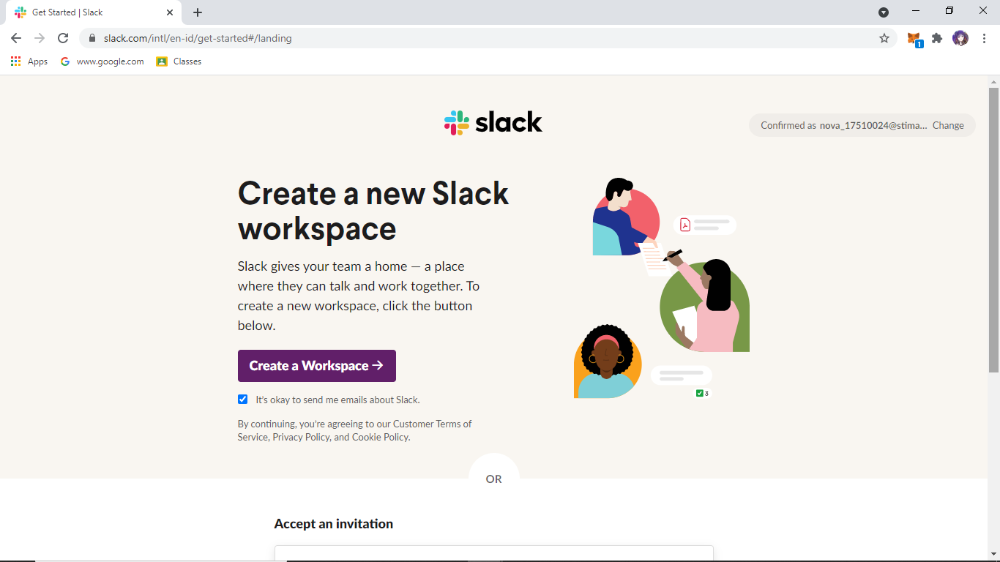 Get Started | Slack
slack.com/intl/en-id/get-started#/landing
1
Apps www.google.com Classes
slack
Confirmed as nova_17510024@stima... Change
Create a new Slack
workspace
Slack gives your team a home — a place
where they can talk and work together. To
create a new workspace, click the button
below.
Create a Workspace →
It's okay to send me emails about Slack.
By continuing, you're agreeing to our Customer Terms of
Service, Privacy Policy, and Cookie Policy.
3
OR
Accept an invitation